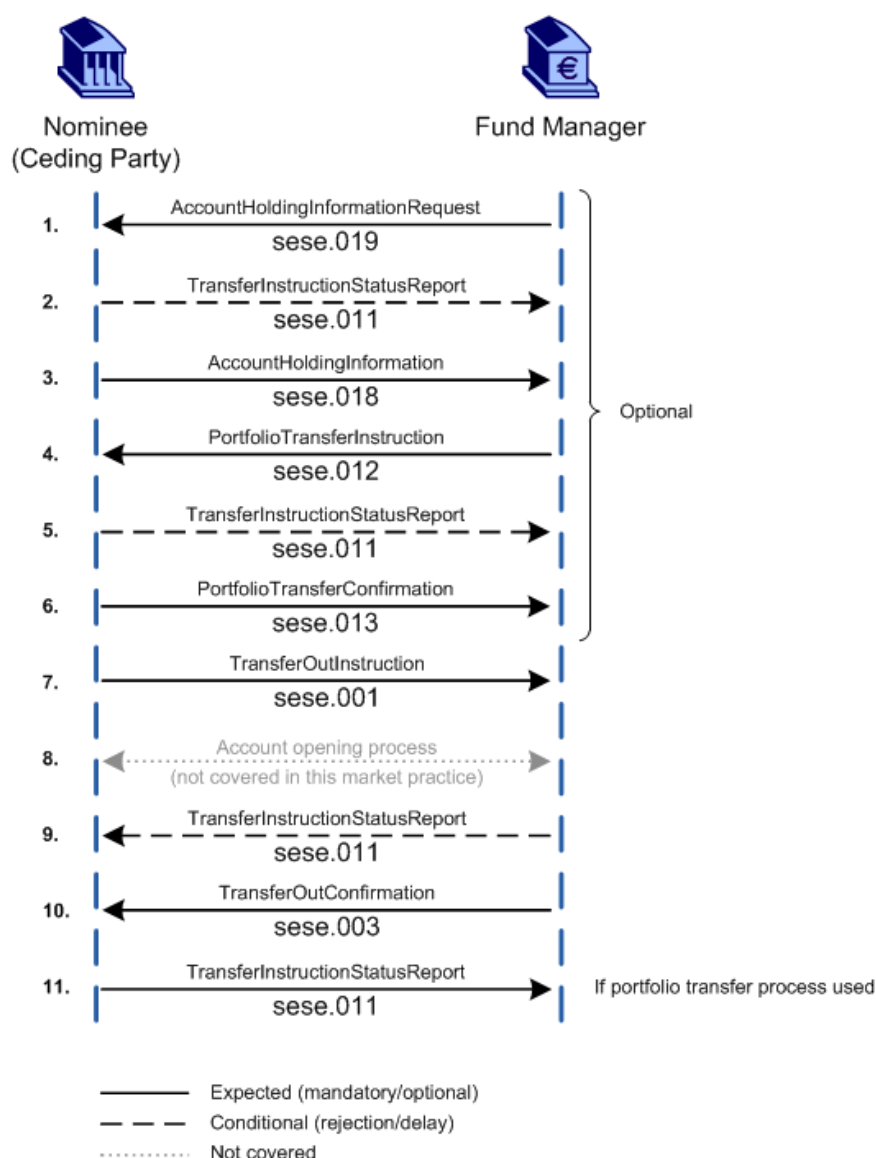 €
Nominee
(Ceding Party)
Fund Manager
1.
AccountHoldingInformationRequest
sese.019
2.
TransferInstructionStatusReport
sese.011
3.
AccountHoldingInformation
sese.018
Optional
4.
PortfolioTransferInstruction
sese.012
5.
TransferInstructionStatusReport
sese.011
6.
PortfolioTransferConfirmation
sese.013
7.
TransferOutInstruction
sese.001
8.
Account opening process
(not covered in this market practice)
9.
TransferInstructionStatusReport
sese.011
10.
TransferOutConfirmation
sese.003
11.
TransferInstructionStatusReport
sese.011
If portfolio transfer process used
Expected (mandatory/optional)
Conditional (rejection/delay)
Not covered